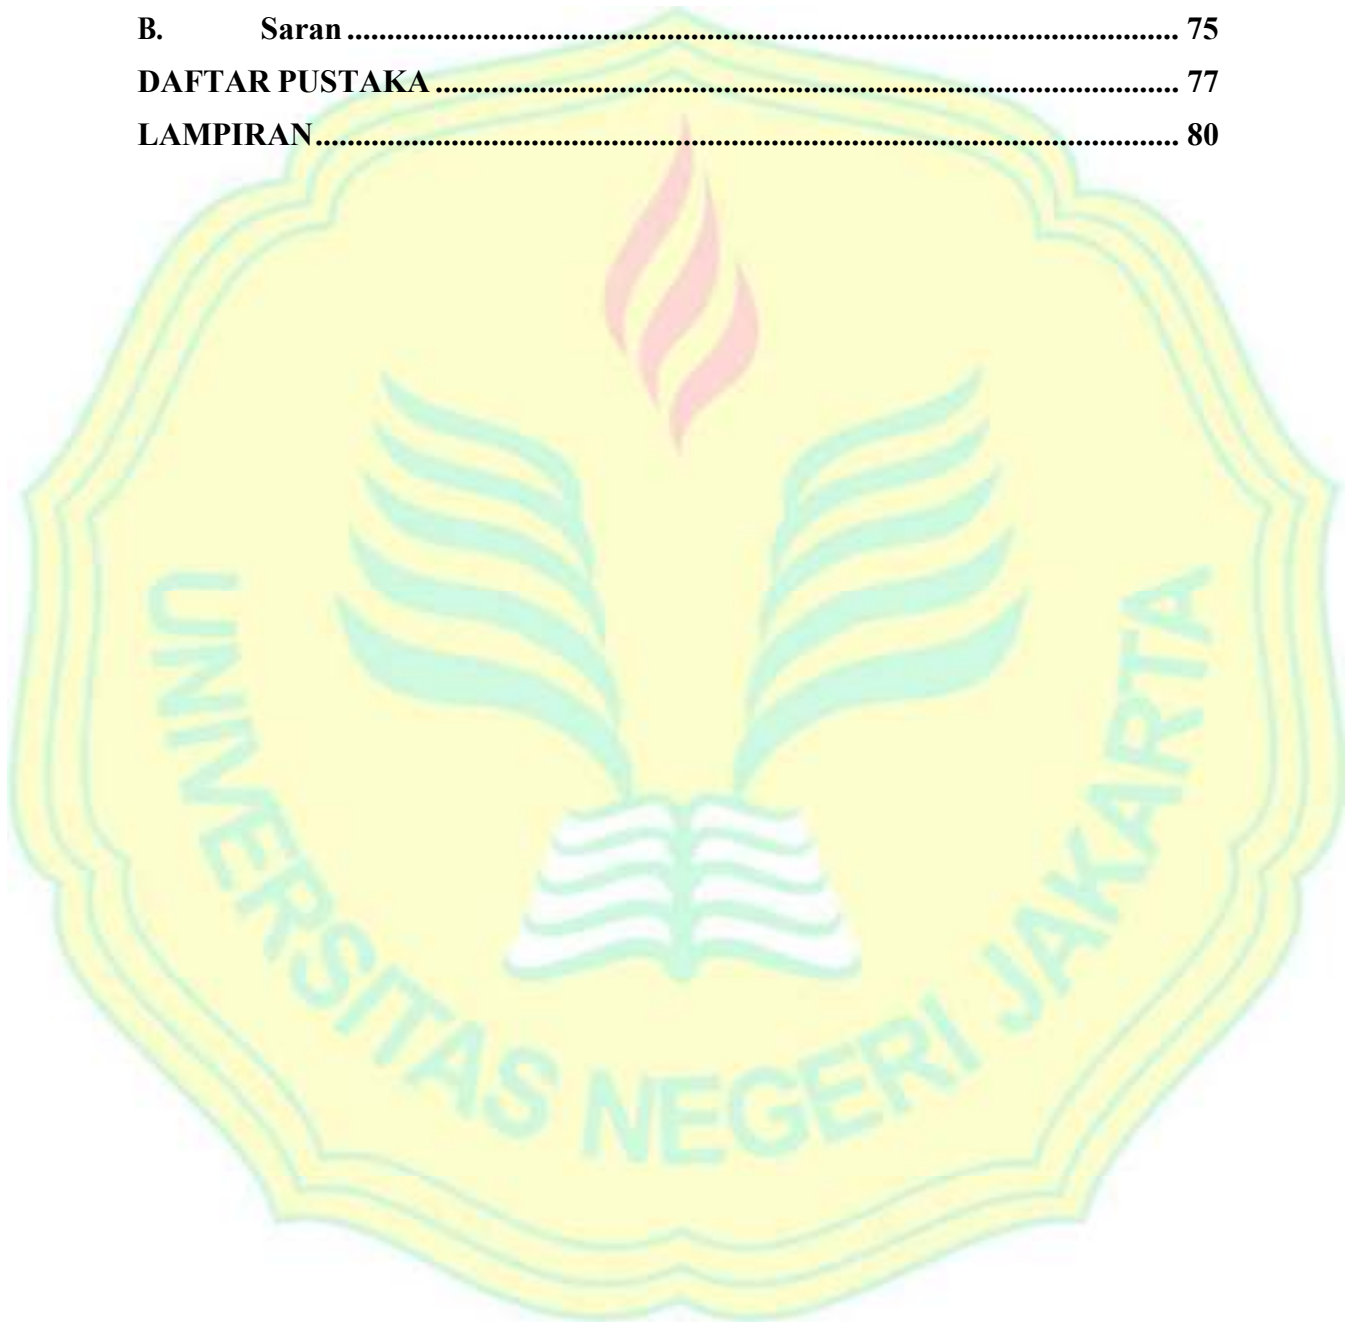 B. Saran ........................................................................ 75
DAFTAR PUSTAKA ........................................................................ 77
LAMPIRAN ........................................................................ 80
UNIVERSITAS NEGERI JAKARTA